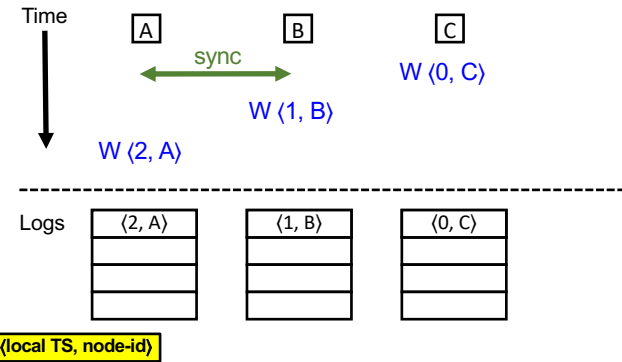 Time
A B C
sync
W ⟨0, C⟩
W ⟨1, B⟩
W ⟨2, A⟩
Logs ⟨2, A⟩ ⟨1, B⟩ ⟨0, C⟩
⟨local TS, node-id⟩